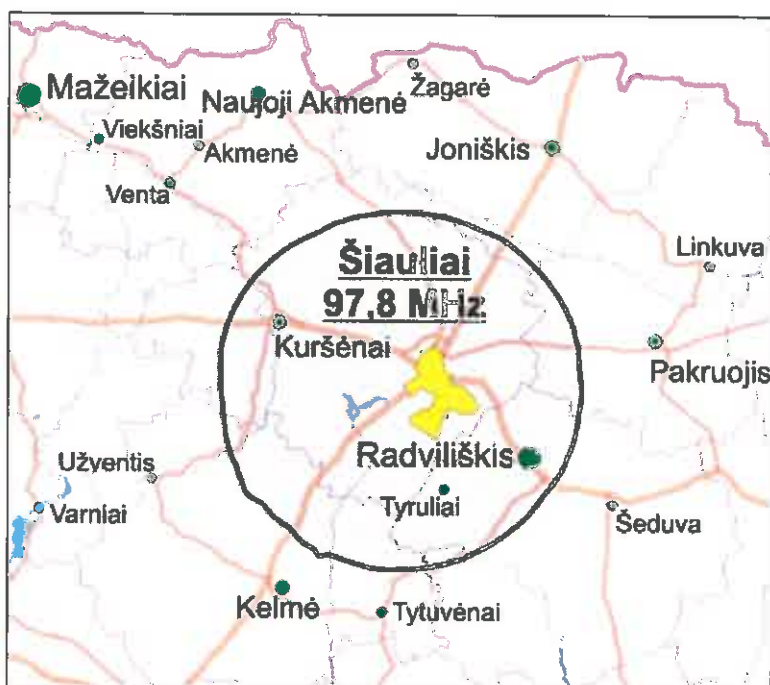 Mažeikiai
Naujoji Akmenė
Žagarė
Viekšniai
Akmenė
Joniškis
Venta
Linkuva
Šiauliai
97,8 MHz
Kuršėnai
Pakruojis
Radviliškis
Užventis
Varniai
Tyruliai
Šeduva
Kelmė
Tytuvėnai